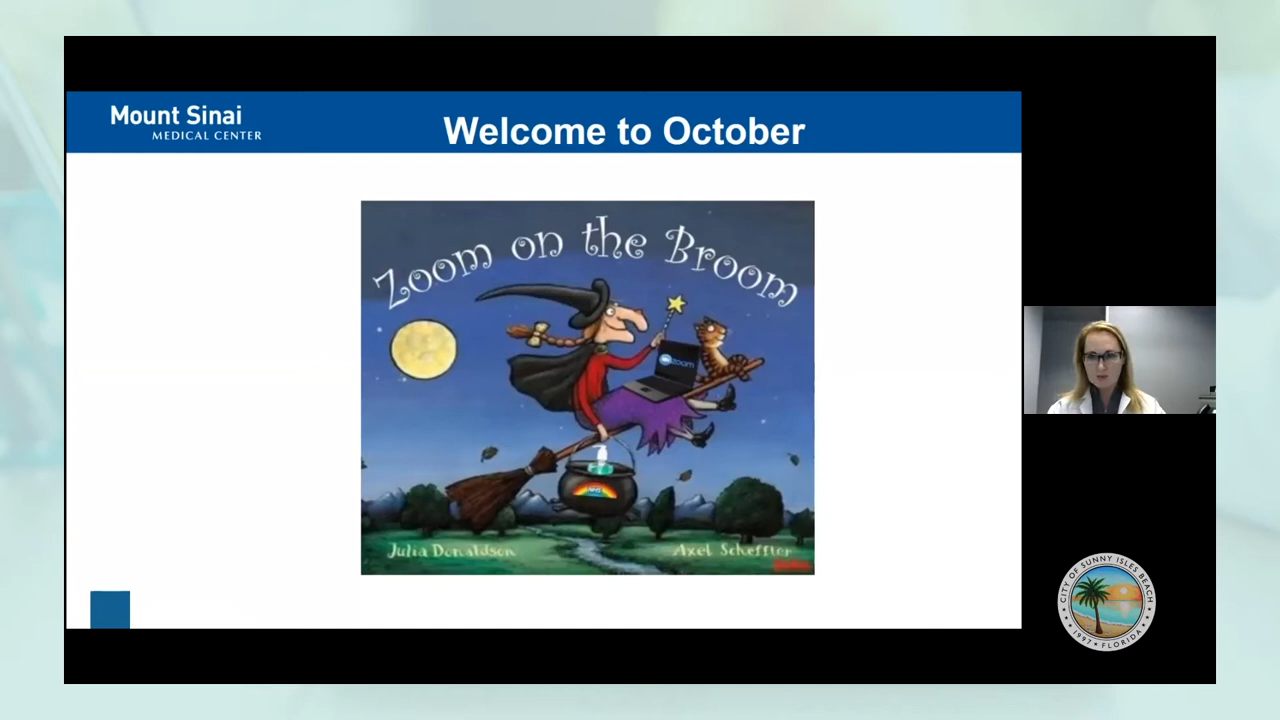 Mount Sinai
MEDICAL CENTER
Welcome to October
Zoom on the Broom
zoom
NHS
Julia Donaldson
Axel Scheffler
CITY OF SUNNY ISLES BEACH
1997
FLORIDA